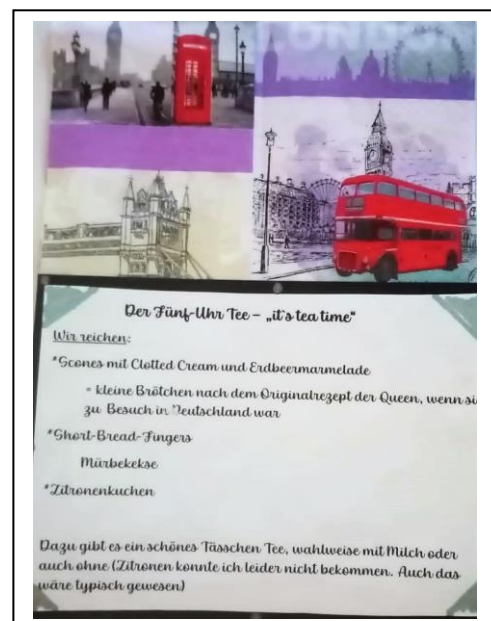 LONDON
Der Fünf-Uhr Tee – „it's tea time"
Wir reichen:
*Scones mit Clotted Cream und Erdbeermarmelade
= kleine Brötchen nach dem Originalrezept der Queen, wenn si
zu Besuch in Deutschland war
*Short-Bread-Fingers
Mürbekekse
*Zitronenkuchen
Dazu gibt es ein schönes Tässchen Tee, wahlweise mit Milch oder
auch ohne (Zitronen konnte ich leider nicht bekommen. Auch das
wäre typisch gewesen)